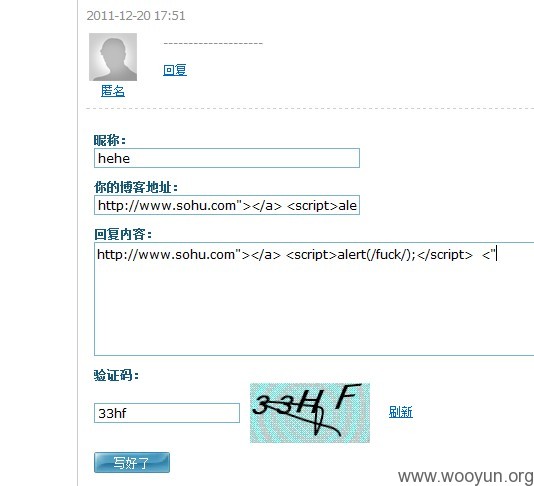 2011-12-20 17:51
--------------------
回复
匿名
昵称:
hehe
你的博客地址:
http://www.sohu.com"></a> <script>ale
回复内容:
http://www.sohu.com"></a> <script>alert(/fuck/);</script>  <"
验证码:
33hf
33HF
刷新
写好了
www.wooyun.org